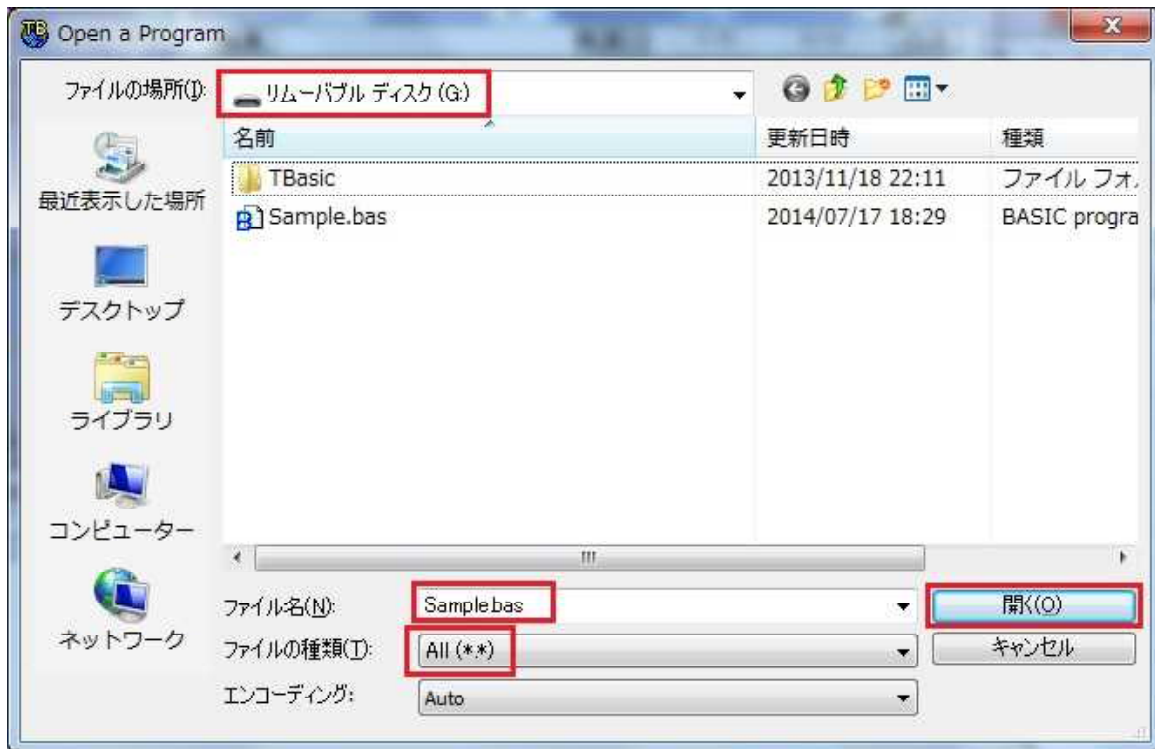 Open a Program
ファイルの場所(I):
リムーバブル ディスク (G:)
名前
更新日時
種類
TBasic
2013/11/18 22:11
ファイル フォ
Sample.bas
2014/07/17 18:29
BASIC progra
最近表示した場所
デスクトップ
ライブラリ
コンピューター
ネットワーク
ファイル名(N):
Sample.bas
開く(O)
ファイルの種類(T):
All (*.*)
キャンセル
エンコーディング:
Auto